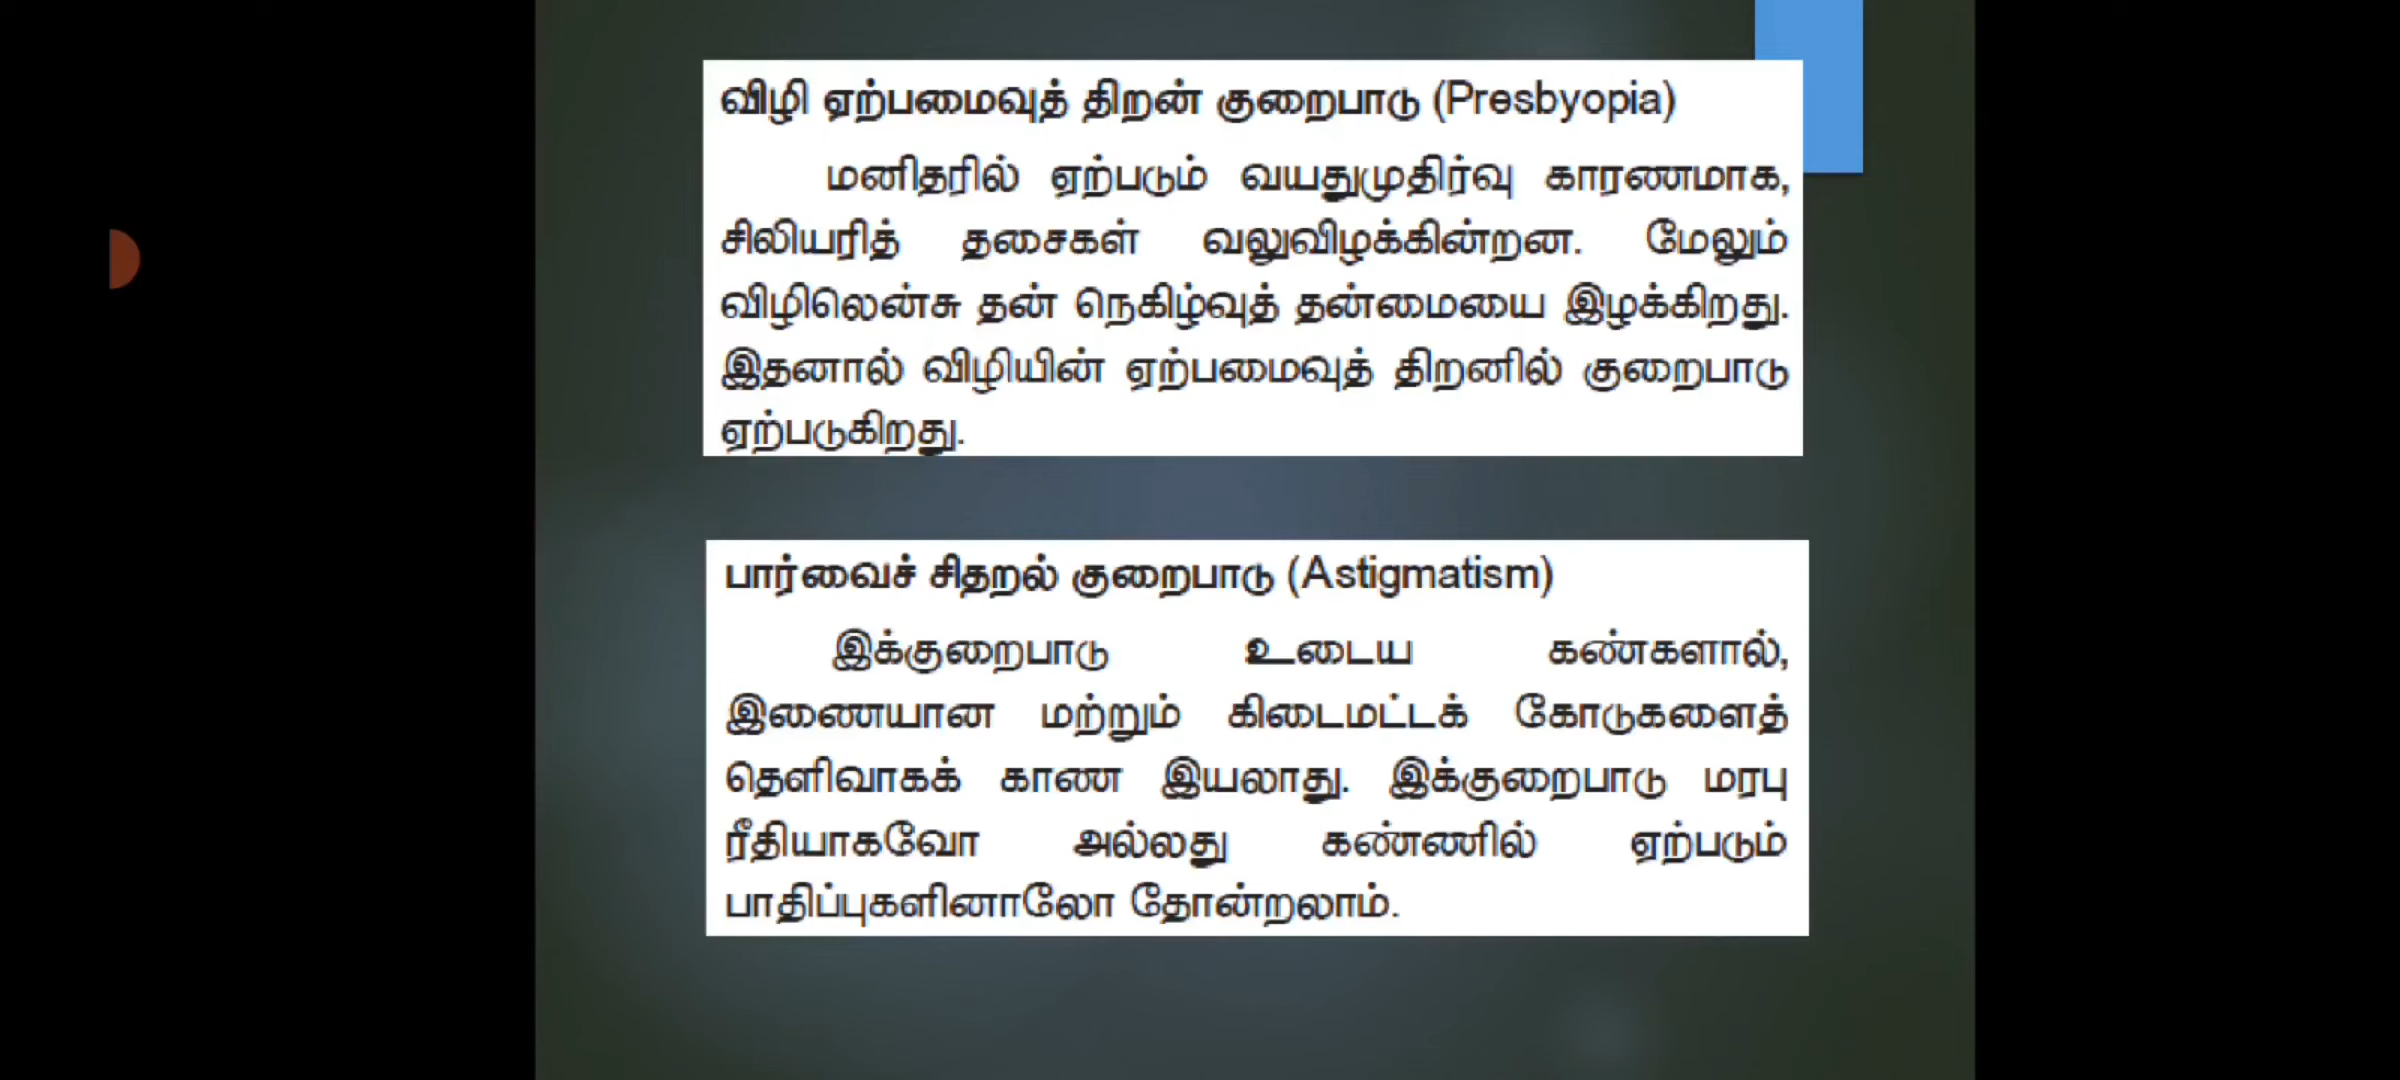 விழி ஏற்பமைவுத் திறன் குறைபாடு (Presbyopia)
மனிதரில் ஏற்படும் வயதுமுதிர்வு காரணமாக,
சிலியரித் தசைகள் வலுவிழக்கின்றன. மேலும்
விழிலென்சு தன் நெகிழ்வுத் தன்மையை இழக்கிறது.
இதனால் விழியின் ஏற்பமைவுத் திறனில் குறைபாடு
ஏற்படுகிறது.
பார்வைச் சிதறல் குறைபாடு (Astigmatism)
இக்குறைபாடு உடைய கண்களால்,
இணையான மற்றும் கிடைமட்டக் கோடுகளைத்
தெளிவாகக் காண இயலாது. இக்குறைபாடு மரபு
ரீதியாகவோ அல்லது கண்ணில் ஏற்படும்
பாதிப்புகளினாலோ தோன்றலாம்.